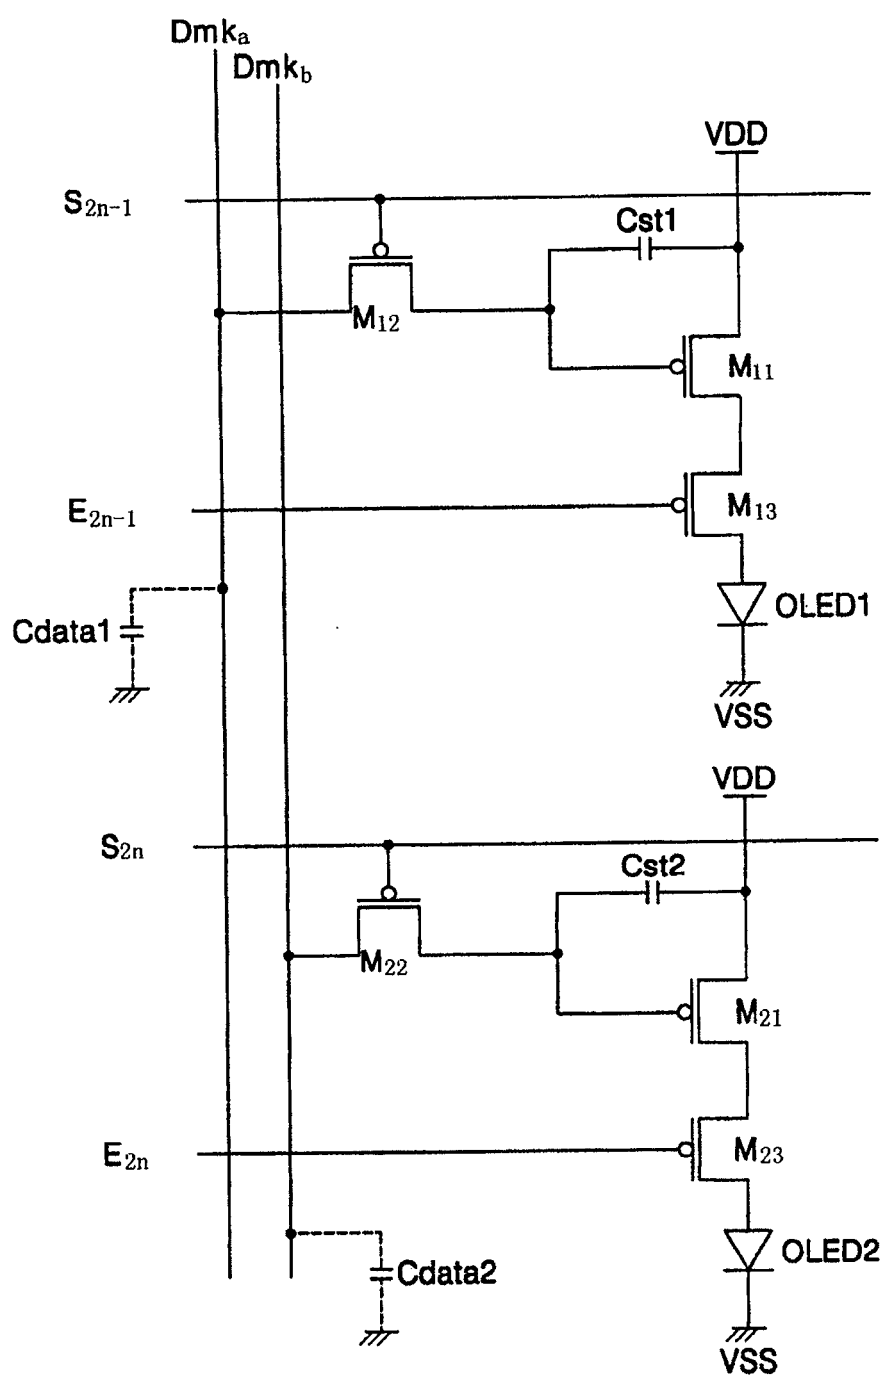 Dmka
Dmkb
VDD
S2n-1
Cst1
M12
M11
E2n-1
M13
OLED1
Cdata1
VSS
VDD
S2n
Cst2
M22
M21
E2n
M23
OLED2
Cdata2
VSS